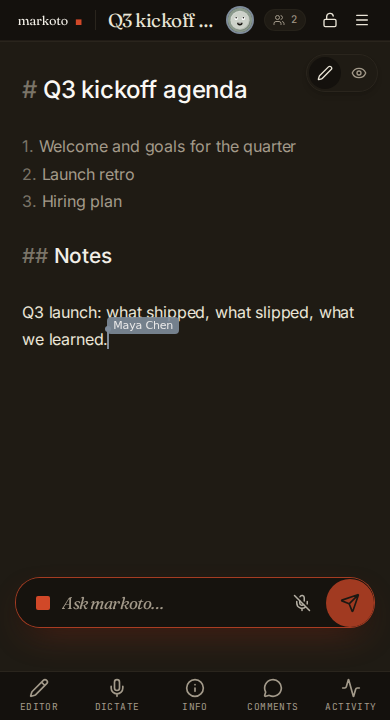 markoto
Q3 kickoff ...
2
# Q3 kickoff agenda
1. Welcome and goals for the quarter
2. Launch retro
3. Hiring plan
## Notes
Q3 launch: what shipped, what slipped, what
we learned.
Maya Chen
Ask markoto...
EDITOR
DICTATE
INFO
COMMENTS
ACTIVITY